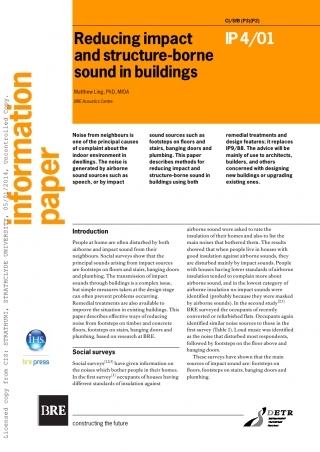 CI/SfB (P3)(P2)
Reducing impact
and structure-borne
sound in buildings
IP 4/01
Matthew Ling, PhD, MIOA
BRE Acoustics Centre
information
paper
Licensed copy from CIS: STRATHUNI, STRATHCLYDE UNIVERSITY, 05/01/2014, Uncontrolled Copy.
Noise from neighbours is
one of the principal causes
of complaint about the
indoor environment in
dwellings. The noise is
generated by airborne
sound sources such as
speech, or by impact
sound sources such as
footsteps on floors and
stairs, banging doors and
plumbing. This paper
describes methods for
reducing impact and
structure-borne sound in
buildings using both
remedial treatments and
design features; it replaces
IP9/88. The advice will be
mainly of use to architects,
builders, and others
concerned with designing
new buildings or upgrading
existing ones.
Introduction
People at home are often disturbed by both
airborne and impact sound from their
neighbours. Social surveys show that the
principal sounds arising from impact sources
are footsteps on floors and stairs, banging doors
and plumbing. The transmission of impact
sounds through buildings is a complex issue,
but simple measures taken at the design stage
can often prevent problems occurring.
Remedial treatments are also available to
improve the situation in existing buildings. This
paper describes effective ways of reducing
noise from footsteps on timber and concrete
floors, footsteps on stairs, banging doors and
plumbing, based on research at BRE.
Social surveys
Social surveys have given information on
the noises which bother people in their homes.
In the first survey occupants of houses having
different standards of insulation against
airborne sound were asked to rate the
insulation of their homes and also to list the
main noises that bothered them. The results
showed that when people live in houses with
good insulation against airborne sounds, they
are disturbed mainly by impact sounds. People
with houses having lower standards of airborne
insulation tended to complain more about
airborne sound, and in the lowest category of
airborne insulation no impact sounds were
identified (probably because they were masked
by airborne sounds). In the second study
BRE surveyed the occupants of recently
converted or refurbished flats. Occupants again
identified similar noise sources to those in the
first survey (Table 1). Loud music was identified
as the noise that disturbed most respondents,
followed by footsteps on the floor above and
banging doors.
These surveys have shown that the main
sources of impact sound are: footsteps on
floors, footsteps on stairs, banging doors and
plumbing.
IHS
bre press
BRE
constructing the future
DETR